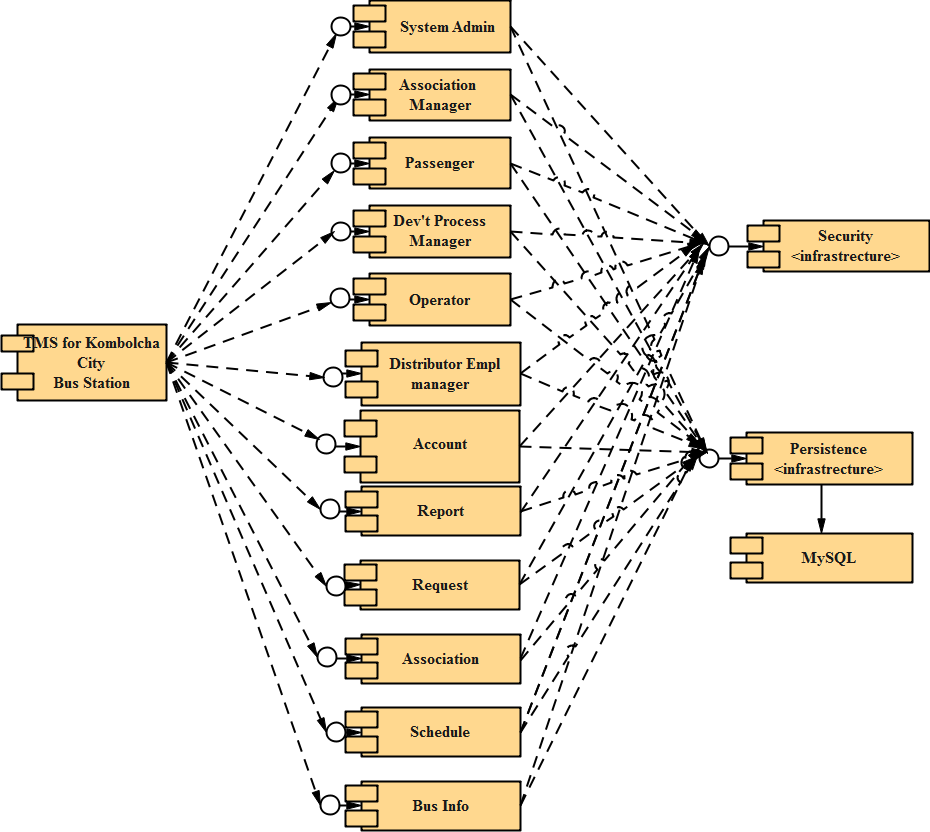 System Admin
Association
Manager
Passenger
Dev't Process
Manager
Operator
TMS for Kombolcha
City
Bus Station
Distributor Empl
manager
Account
Report
Request
Association
Schedule
Bus Info
Security
<infrastrecture>
Persistence
<infrastrecture>
MySQL